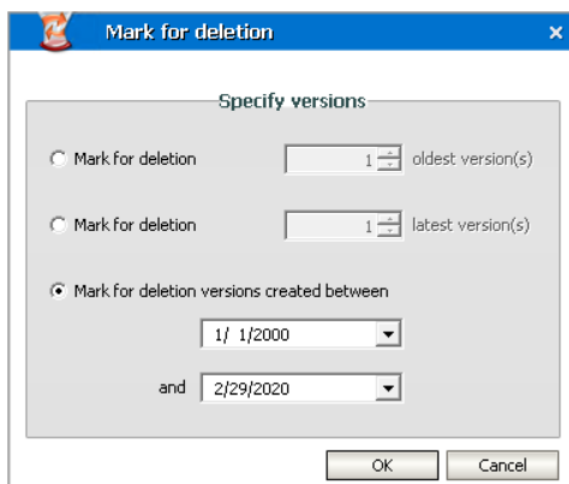 Mark for deletion
Specify versions
Mark for deletion 1 oldest version(s)
Mark for deletion 1 latest version(s)
Mark for deletion versions created between
1/ 1/2000
and 2/29/2020
OK Cancel